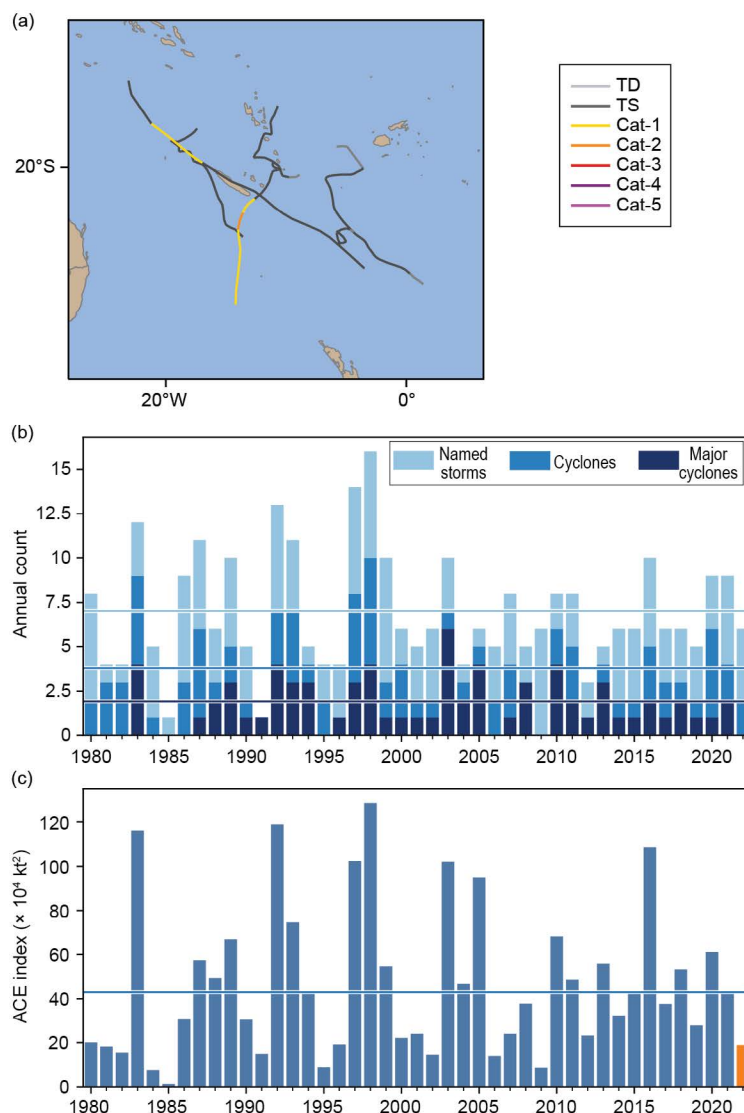 (a)
TD
TS
Cat-1
Cat-2
Cat-3
Cat-4
Cat-5
20°S
20°W
0°
(b)
Named storms
Cyclones
Major cyclones
Annual count
15
12.5
10
7.5
5
2.5
0
1980
1985
1990
1995
2000
2005
2010
2015
2020
(c)
ACE index (× 10⁴ kt²)
120
100
80
60
40
20
0
1980
1985
1990
1995
2000
2005
2010
2015
2020